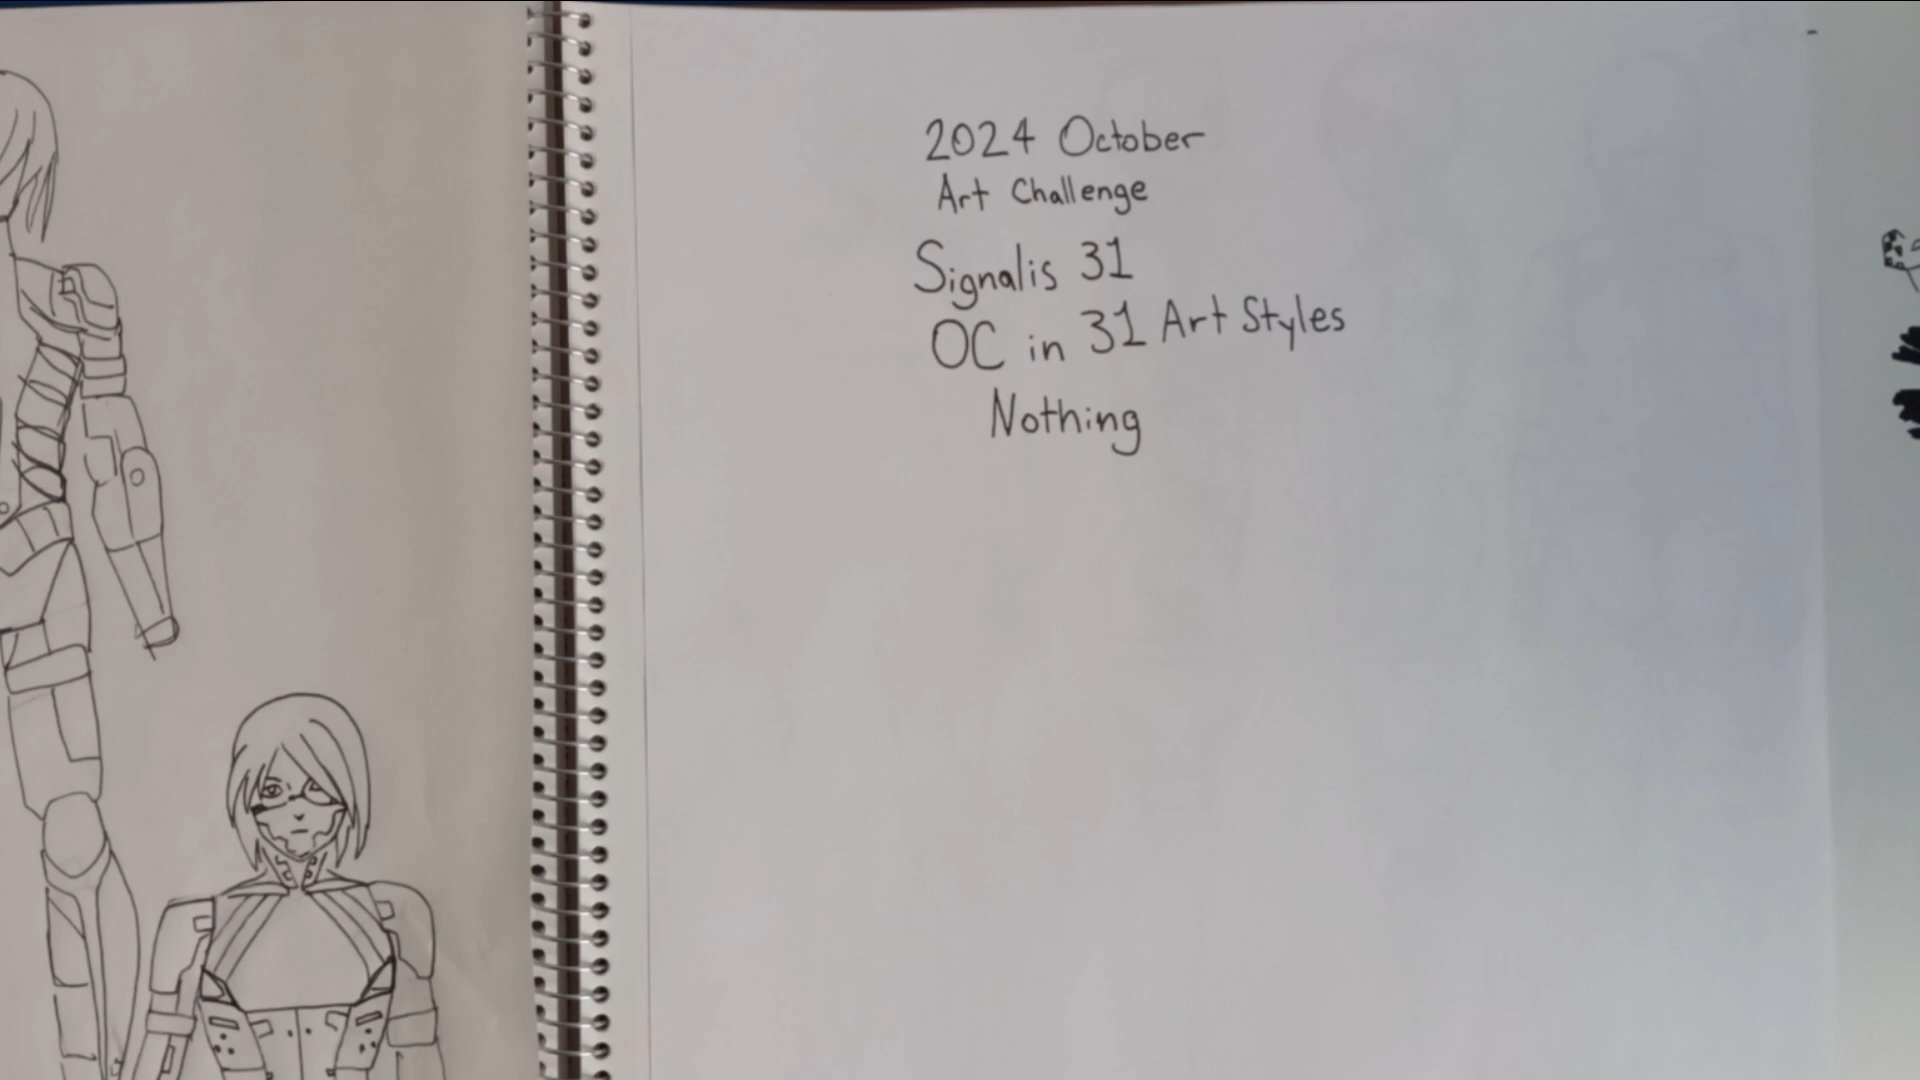 2024 October
Art Challenge
Signalis 31
OC in 31 Art Styles
Nothing